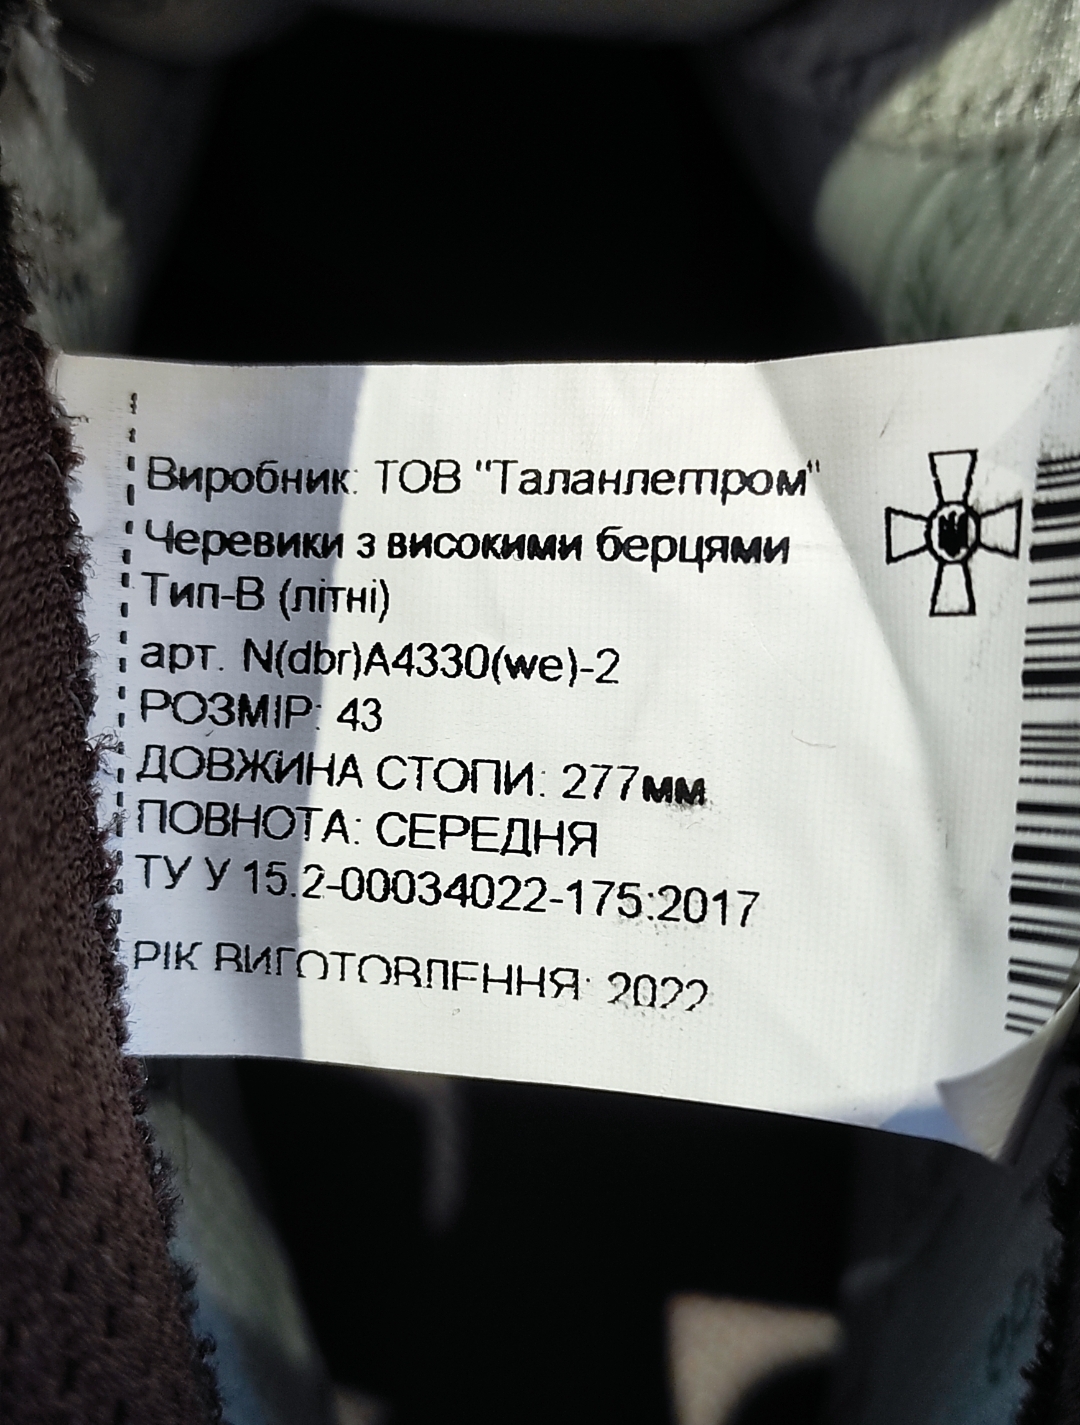 Виробник: ТОВ "Таланлепром"
Черевики з високими берцями
Тип-В (літні)
арт. N(dbr)A4330(we)-2
РОЗМІР: 43
ДОВЖИНА СТОПИ: 277мм
ПОВНОТА: СЕРЕДНЯ
ТУ У 15.2-00034022-175:2017
РІК ВИГОТОВЛЕННЯ: 2022